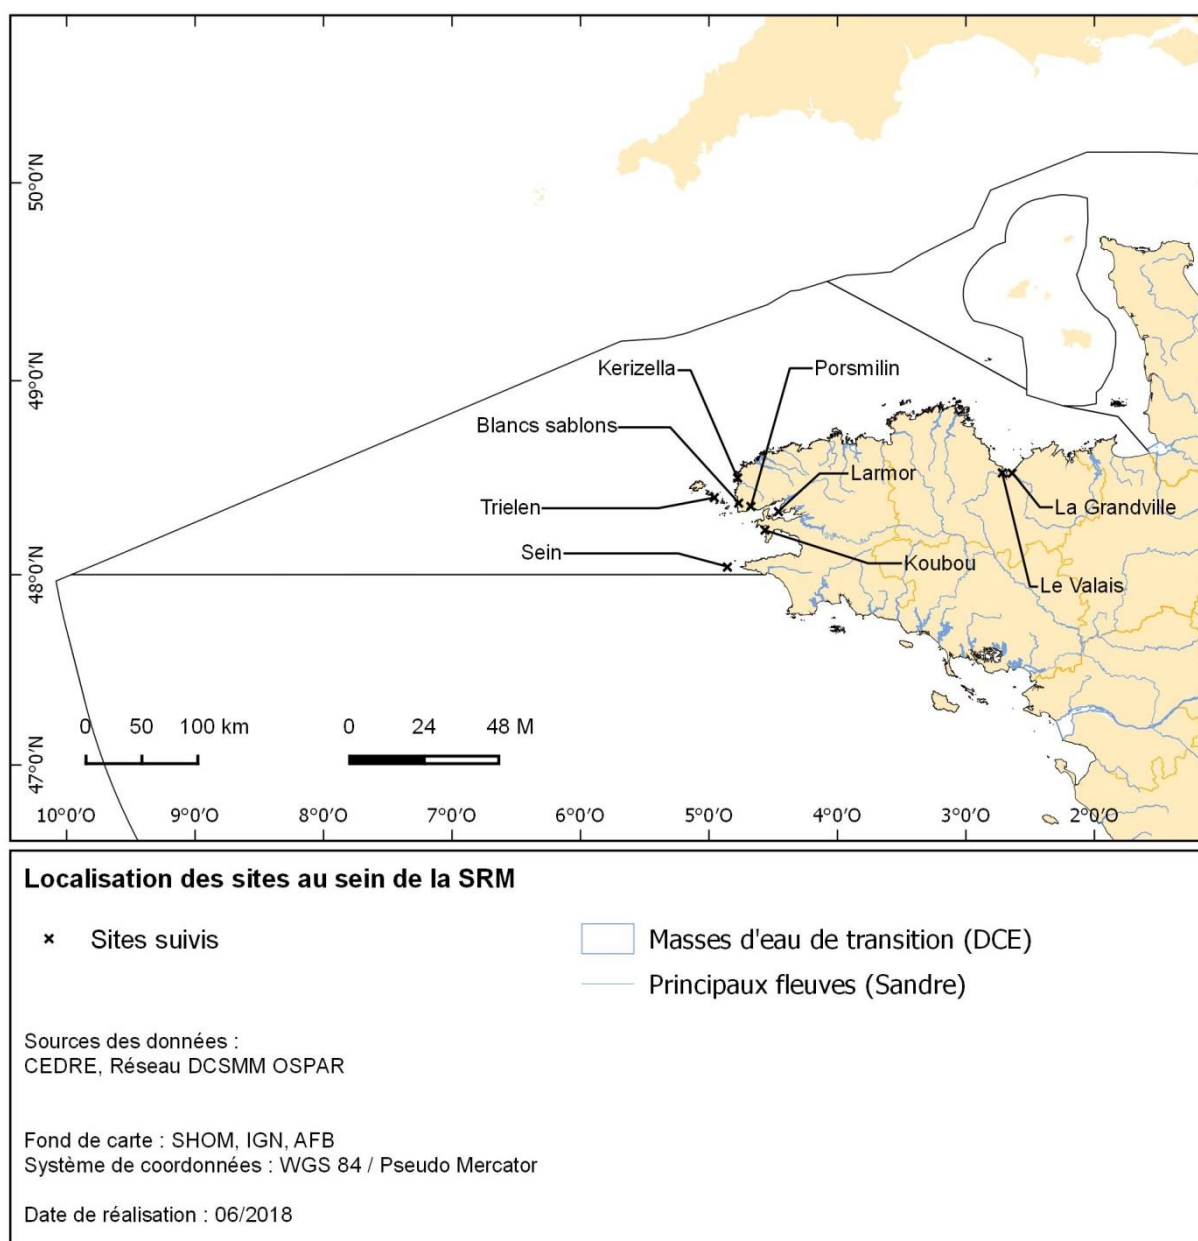 50°0'N
49°0'N
48°0'N
47°0'N
Kerizella
Porsmilin
Blancs sablons
Larmor
Trielen
La Grandville
Sein
Koubou
Le Valais
0 50 100 km
0 24 48 M
10°0'O 9°0'O 8°0'O 7°0'O 6°0'O 5°0'O 4°0'O 3°0'O 2°0'O
Localisation des sites au sein de la SRM
Sites suivis
Masses d'eau de transition (DCE)
Principaux fleuves (Sandre)
Sources des données :
CEDRE, Réseau DCSMM OSPAR
Fond de carte : SHOM, IGN, AFB
Système de coordonnées : WGS 84 / Pseudo Mercator
Date de réalisation : 06/2018